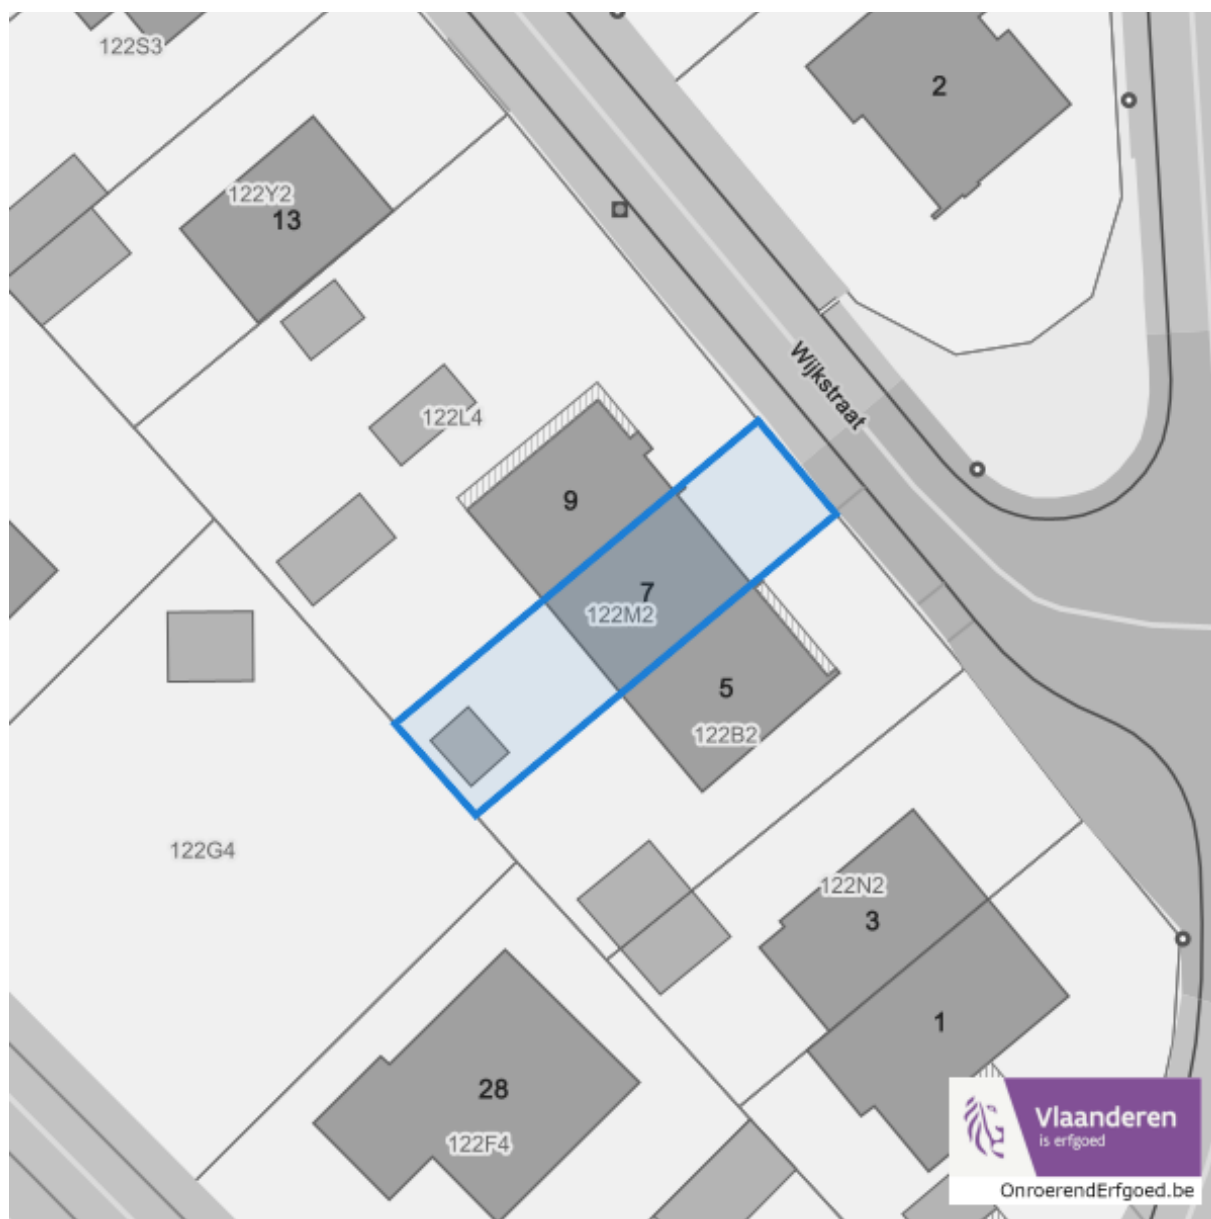 122S3
2
122Y2
13
Wijkstraat
122L4
9
7
122M2
5
122B2
122G4
122N2
3
1
28
122F4
Vlaanderen
is erfgoed
OnroerendErfgoed.be